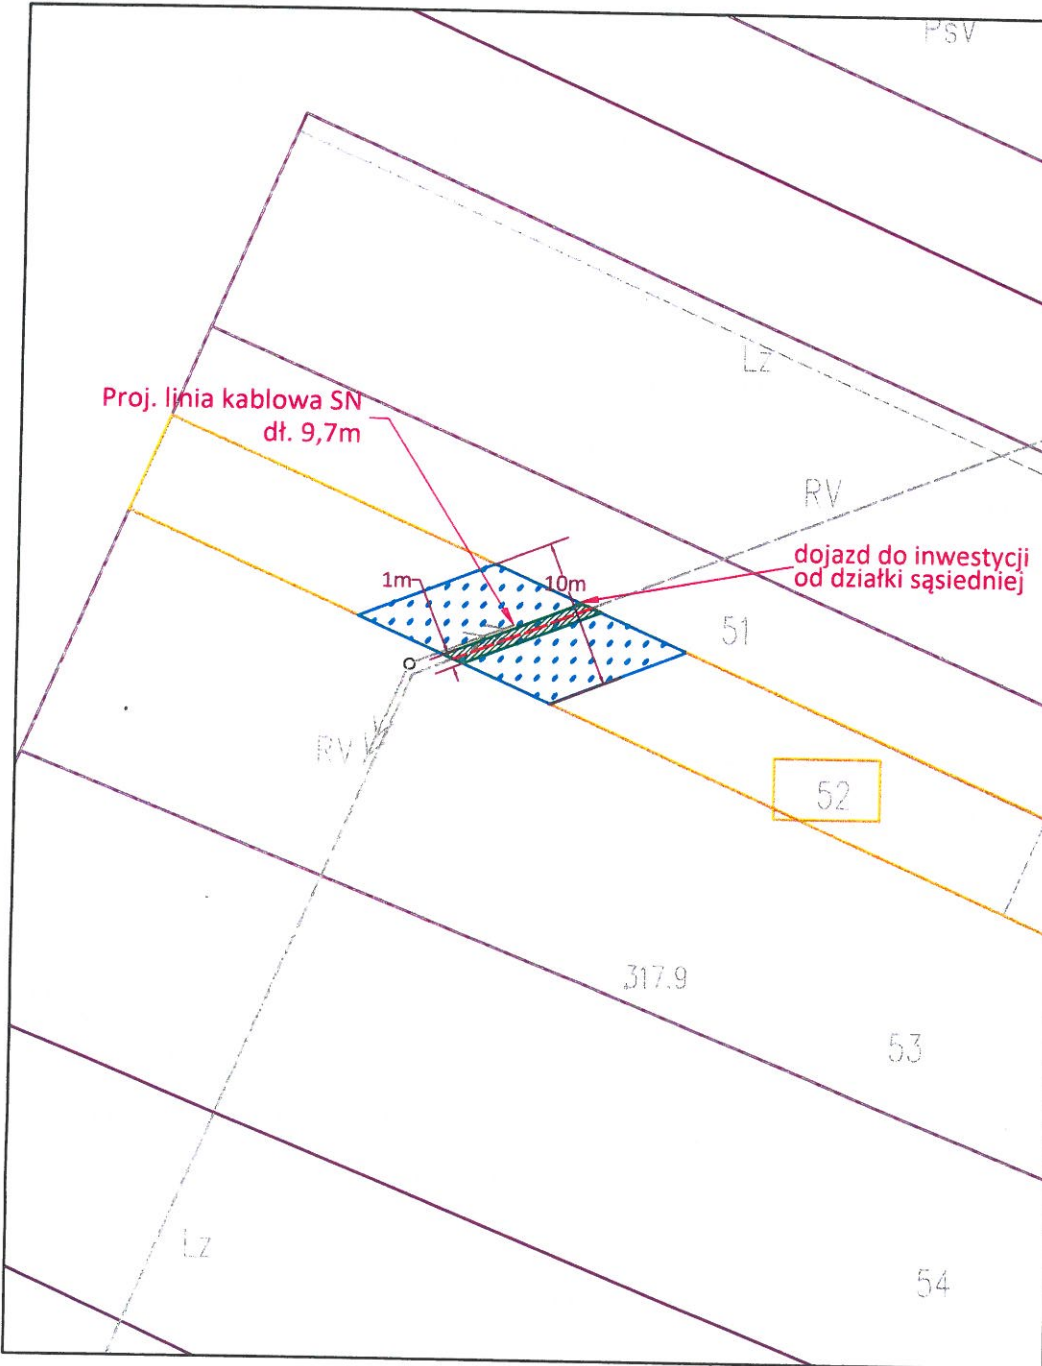 PsV
Lz
Proj. linia kablowa SN
dł. 9,7m
RV
dojazd do inwestycji
od działki sąsiedniej
1m
10m
51
RV
52
317.9
53
Lz
54